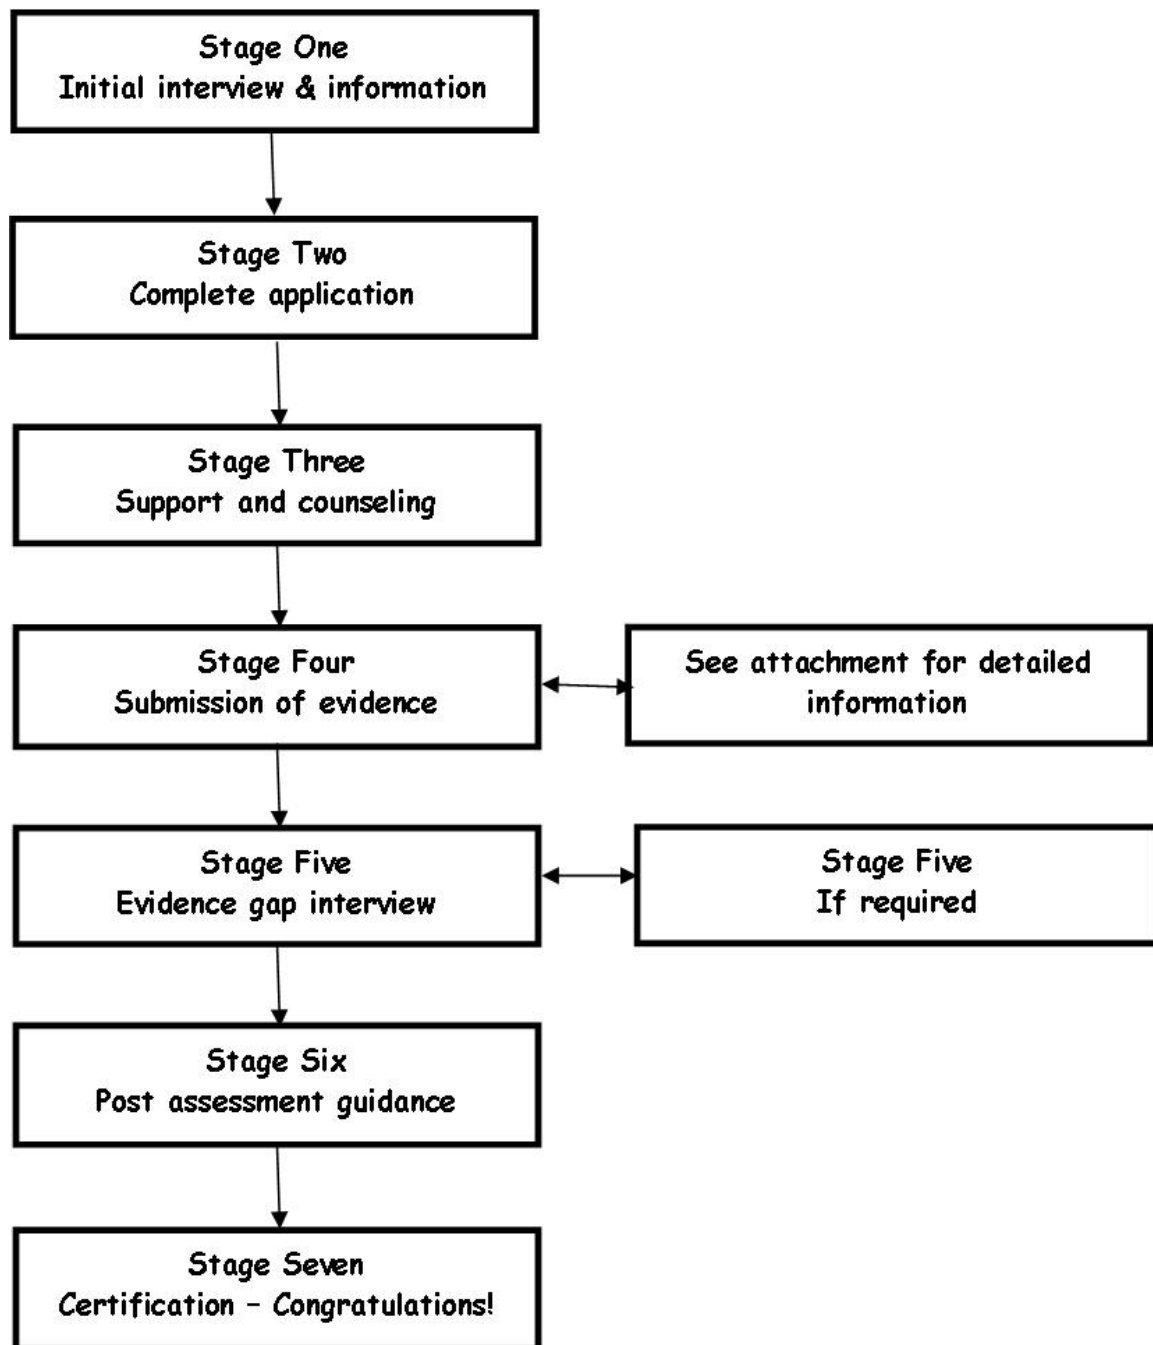 Stage One
Initial interview & information
Stage Two
Complete application
Stage Three
Support and counseling
Stage Four
Submission of evidence
See attachment for detailed
information
Stage Five
Evidence gap interview
Stage Five
If required
Stage Six
Post assessment guidance
Stage Seven
Certification – Congratulations!